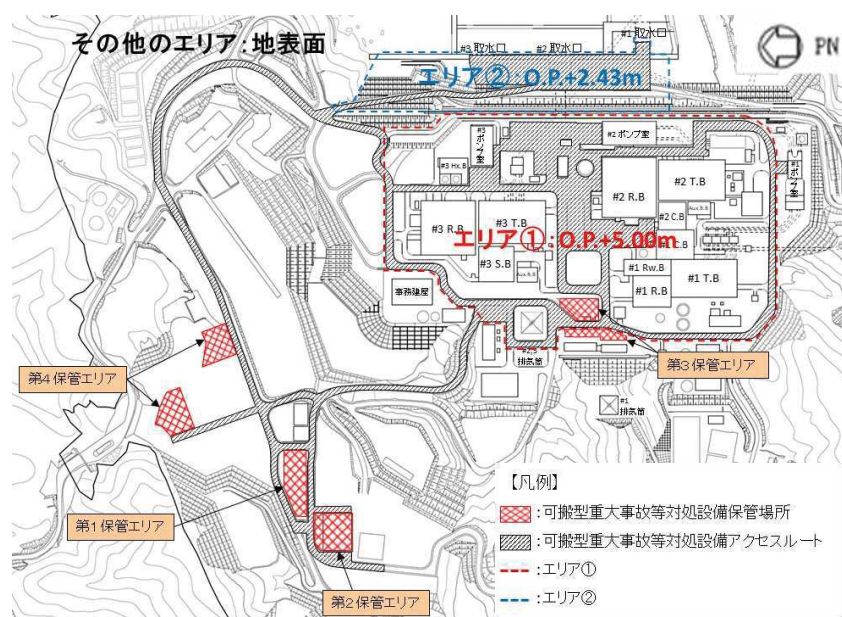 その他のエリア:地表面
#1 取水口
#3 取水口
#2 取水口
PN
エリア②:O.P.+2.43m
#3
ポンプ室
#2 ポンプ室
#1
ポンプ室
#3 Hx.B
#2 R.B
#2 T.B
#3 R.B
#3 T.B
#2 C.B
Aux.B.B
エリア①:O.P.+5.00m
#3 S.B
Aux.B.B
#1 Rw.B
#1 R.B
#1 T.B
事務建屋
#2,3
排気筒
第3保管エリア
第4保管エリア
#1
排気筒
第1保管エリア
第2保管エリア
【凡例】
:可搬型重大事故等対処設備保管場所
:可搬型重大事故等対処設備アクセスルート
:エリア①
:エリア②